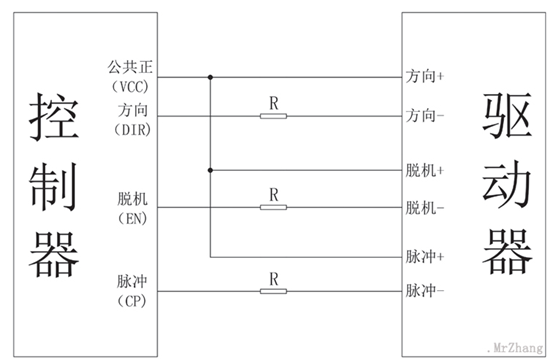 控制器
公共正
(VCC)
方向
(DIR)
脱机
(EN)
脉冲
(CP)
R
R
R
方向+
方向-
脱机+
脱机-
脉冲+
脉冲-
驱动器
.MrZhang